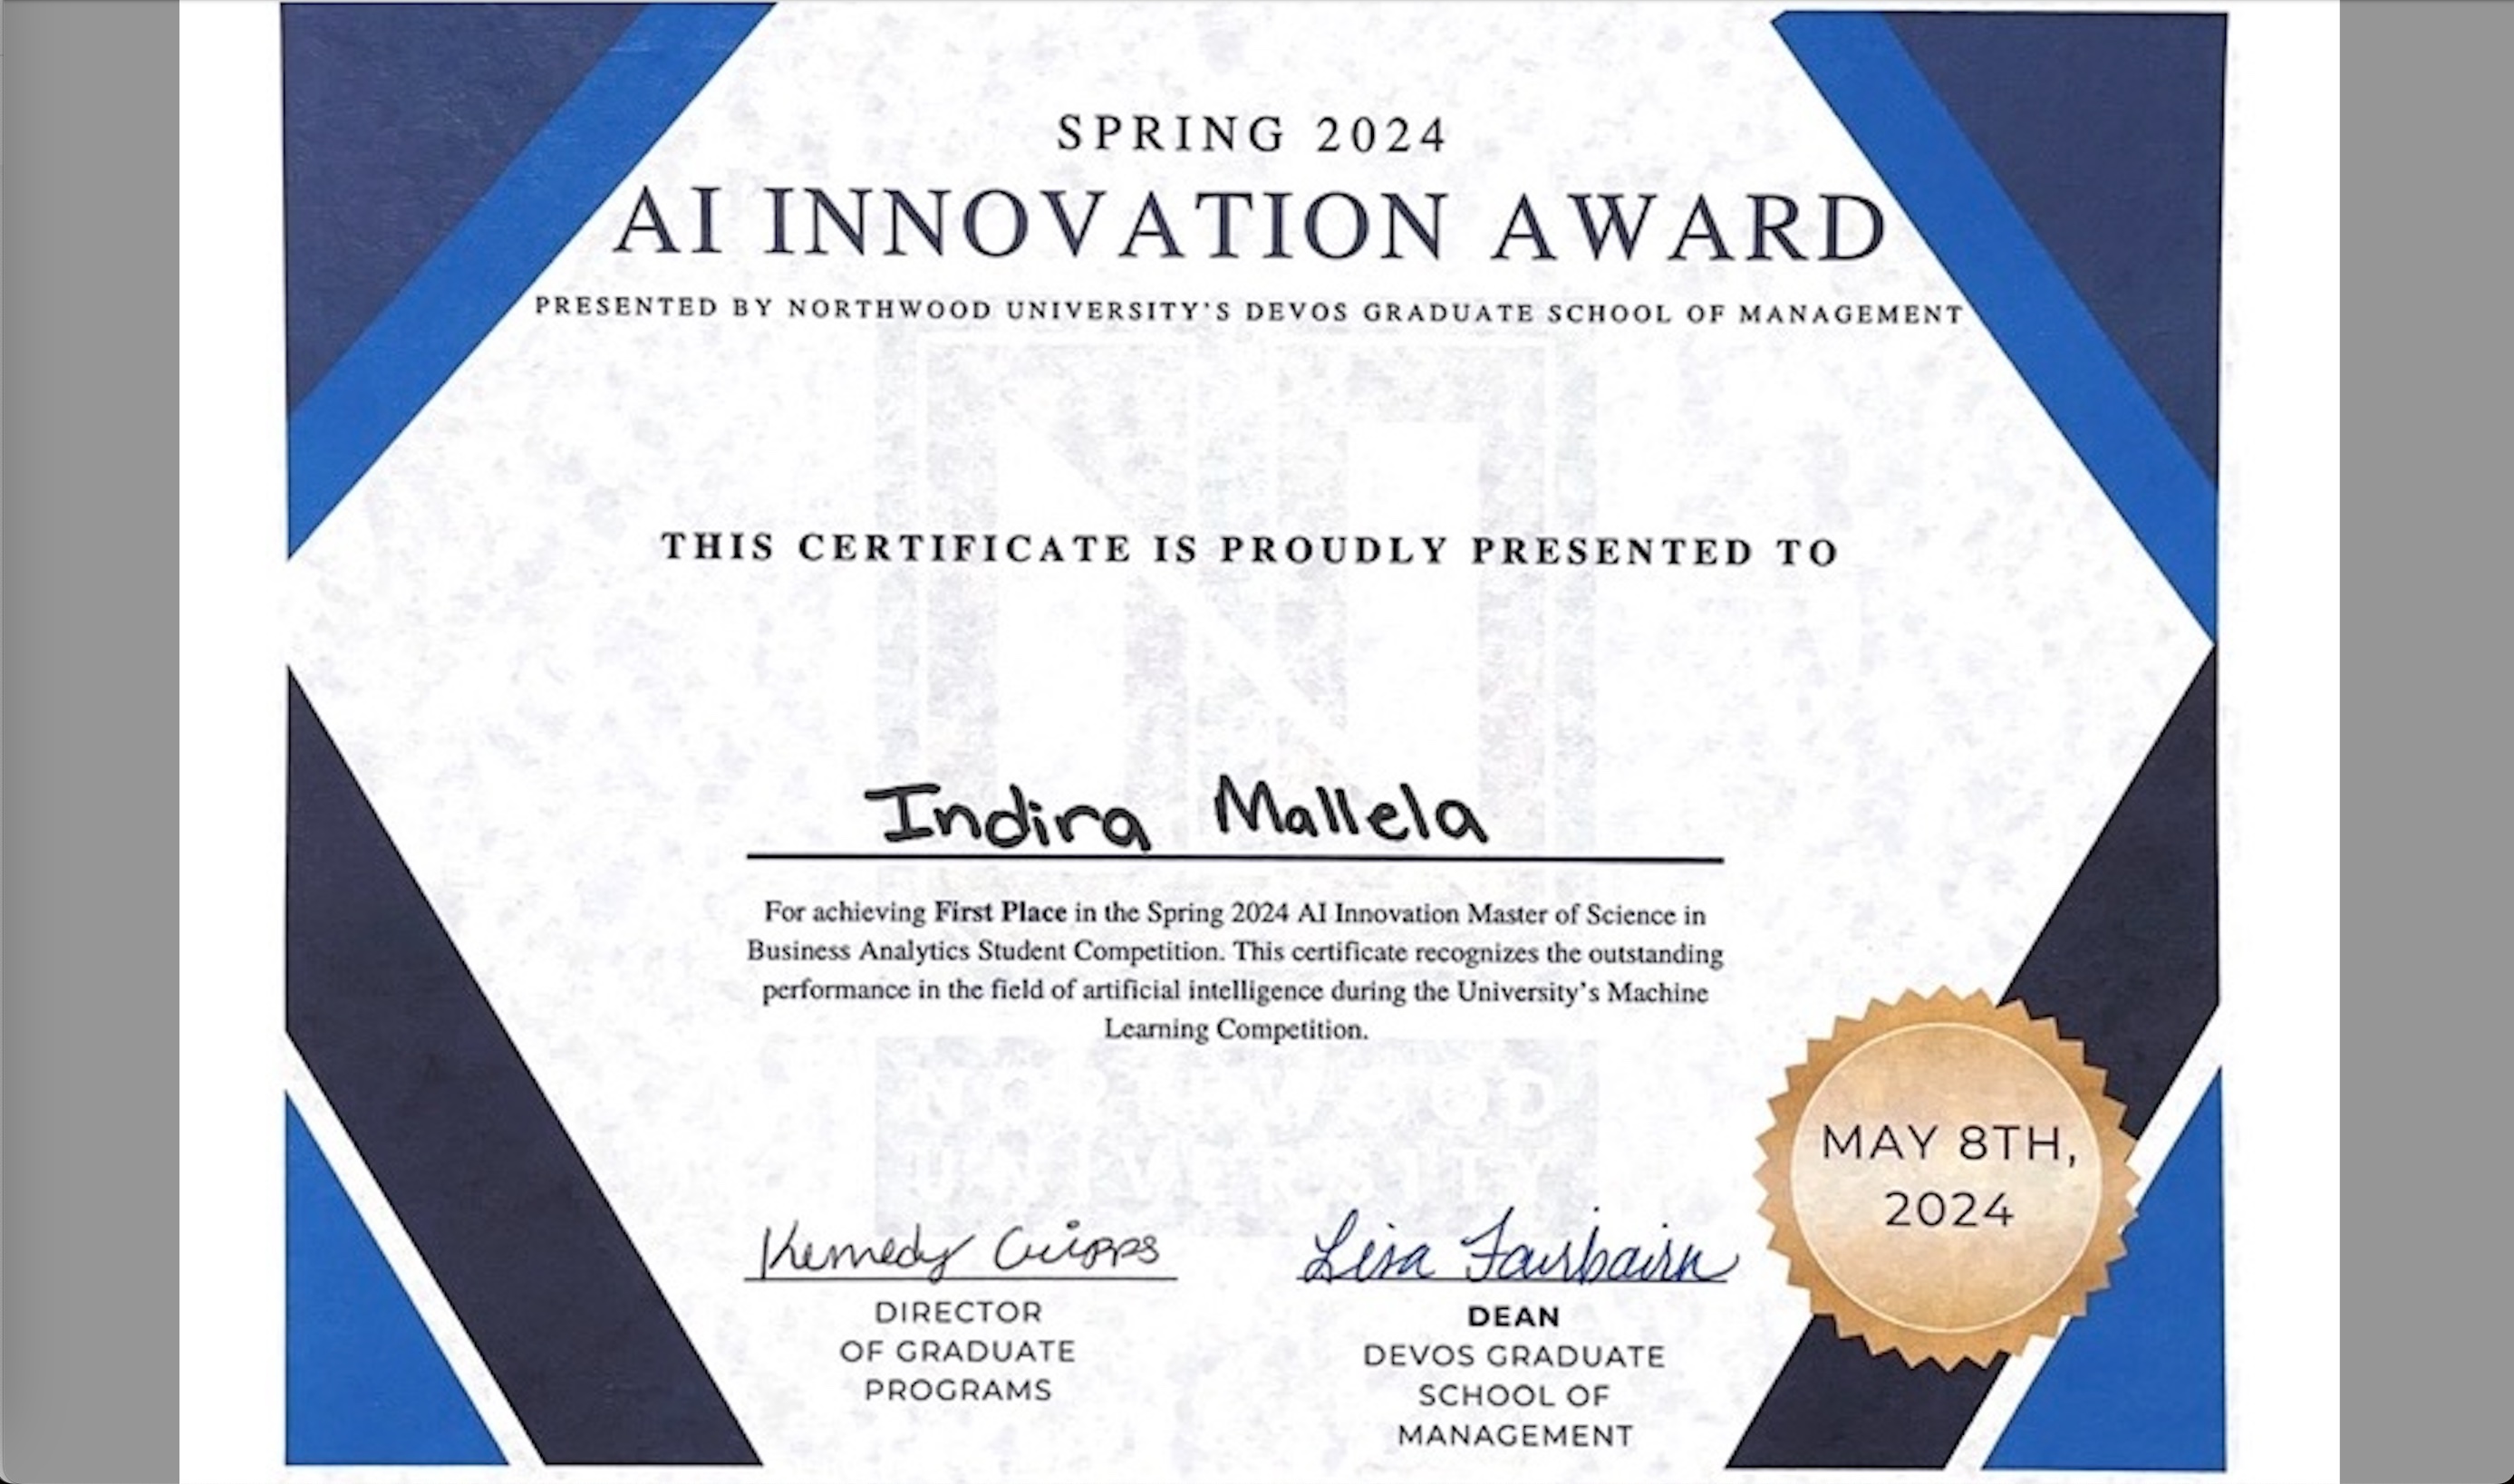 SPRING 2024
AI INNOVATION AWARD
PRESENTED BY NORTHWOOD UNIVERSITY'S DEVOS GRADUATE SCHOOL OF MANAGEMENT
THIS CERTIFICATE IS PROUDLY PRESENTED TO
Indira Mallela
For achieving First Place in the Spring 2024 AI Innovation Master of Science in
Business Analytics Student Competition. This certificate recognizes the outstanding
performance in the field of artificial intelligence during the University's Machine
Learning Competition.
NORTHWOOD
UNIVERSITY
MAY 8TH,
2024
Kennedy Cripps
DIRECTOR
OF GRADUATE
PROGRAMS
Lisa Fairbairn
DEAN
DEVOS GRADUATE
SCHOOL OF
MANAGEMENT